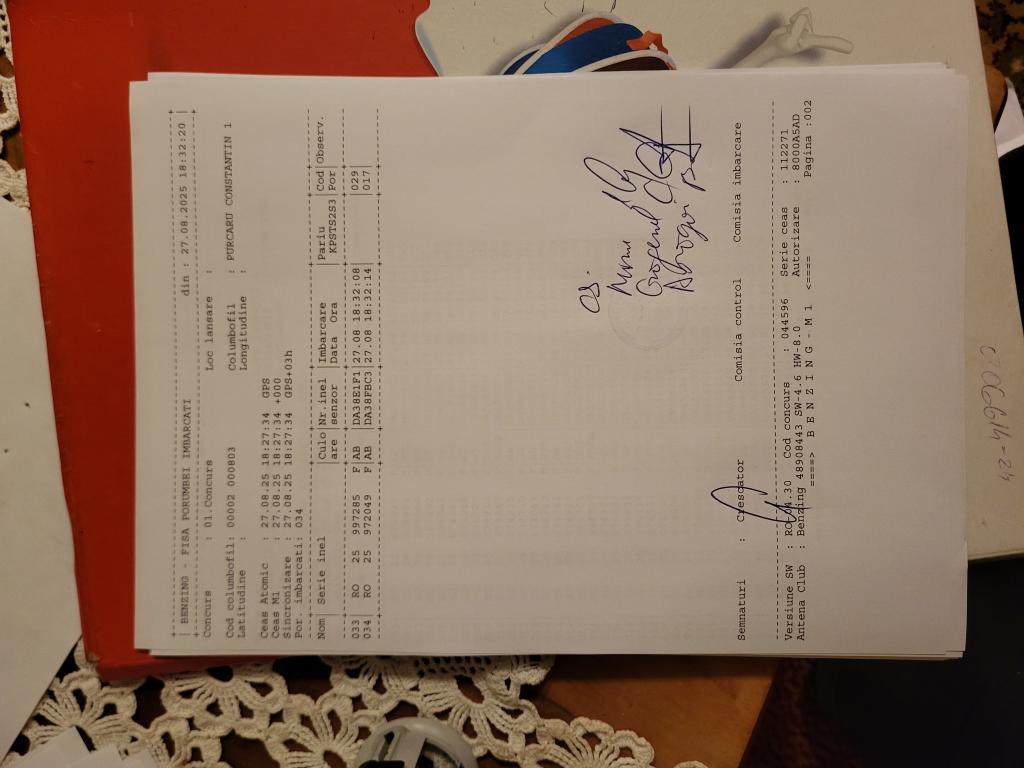 | BENZING - FISA PORUMBEI IMBARCATI din : 27.08.2025 18:32:20 |
Concurs : 01.Concurs Loc lansare :
Cod columbofil: 00002 000803 Columbofil : PURCARU CONSTANTIN 1
Latitudine : Longitudine :
Ceas Atomic : 27.08.25 18:27:34 GPS
Ceas M1 : 27.08.25 18:27:34 +000
Sincronizare : 27.08.25 18:27:34 GPS+03h
Por. imbarcati: 034
Nom| Serie inel |Culo|Nr.inel |Imbarcare |Pariu |Cod|Observ.
| |are |senzor |Data Ora |KPSTS2S3|Por|
033 | RO 25 997285 F|AB |DA38E1F1|27.08 18:32:08| |029|
034 | RO 25 972049 F|AB |DA38FBC3|27.08 18:32:14| |017|
Semnaturi : Crescator Comisia control Comisia imbarcare
Versiune SW : RO-04.30 Cod concurs : 044596 Serie ceas : 112271
Antena Club : Benzing 48908443 SW-4.6 HW-8.0 Autorizare : 8000A5AD
====> B E N Z I N G - M 1 <==== Pagina :002